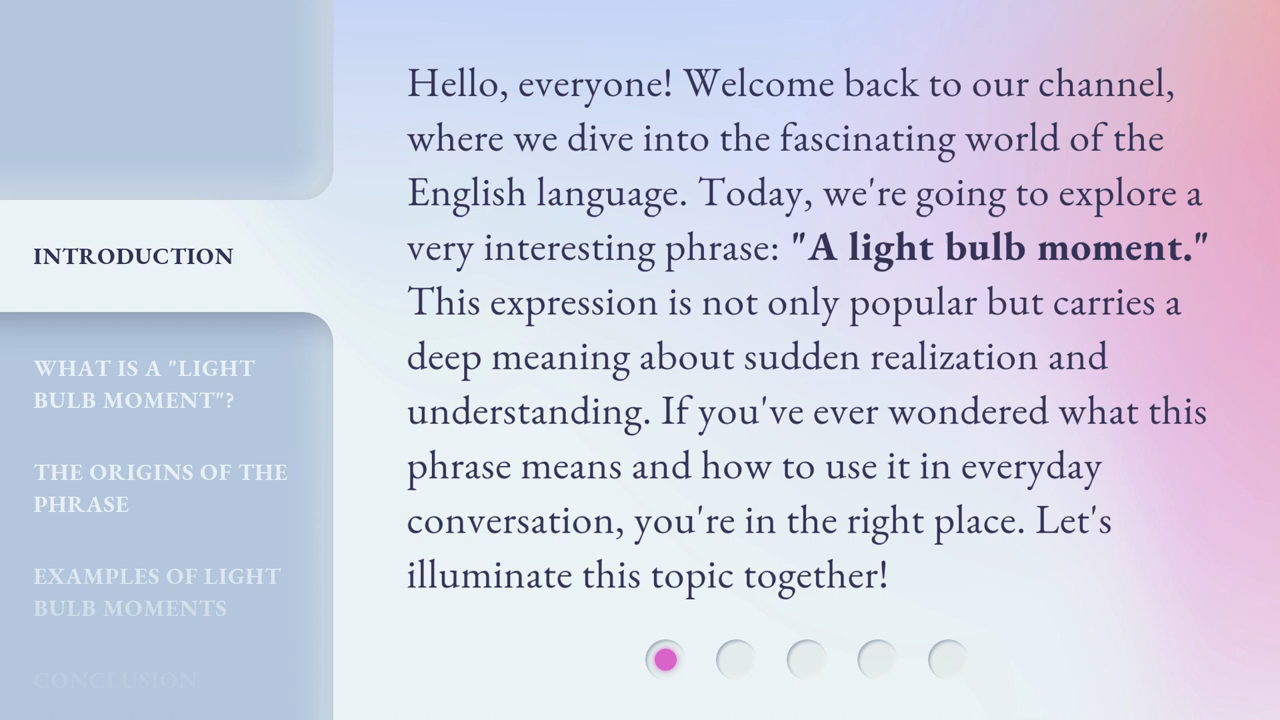 INTRODUCTION
WHAT IS A "LIGHT
BULB MOMENT"?
THE ORIGINS OF THE
PHRASE
EXAMPLES OF LIGHT
BULB MOMENTS
CONCLUSION
Hello, everyone! Welcome back to our channel,
where we dive into the fascinating world of the
English language. Today, we're going to explore a
very interesting phrase: "A light bulb moment."
This expression is not only popular but carries a
deep meaning about sudden realization and
understanding. If you've ever wondered what this
phrase means and how to use it in everyday
conversation, you're in the right place. Let's
illuminate this topic together!